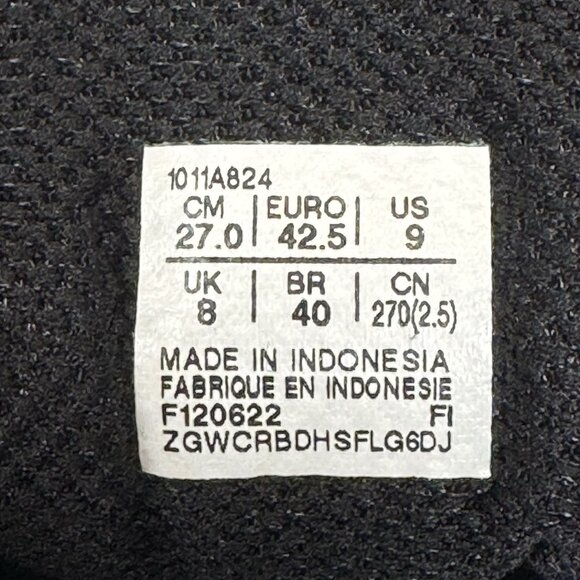 1011A824
CM | EURO | US
27.0 | 42.5 | 9
UK | BR | CN
8 | 40 | 270(2.5)
MADE IN INDONESIA
FABRIQUE EN INDONESIE
F120622 FI
ZGWCRBDHSFLG6DJ